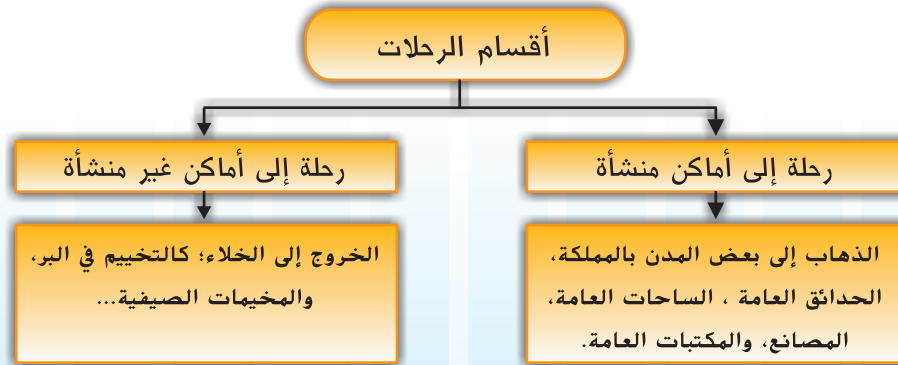 أقسام الرحلات
رحلة إلى أماكن منشأة
رحلة إلى أماكن غير منشأة
الذهاب إلى بعض المدن بالمملكة،
الحدائق العامة ، الساحات العامة،
المصانع، والمكتبات العامة.
الخروج إلى الخلاء؛ كالتخييم في البر،
والمخيمات الصيفية...